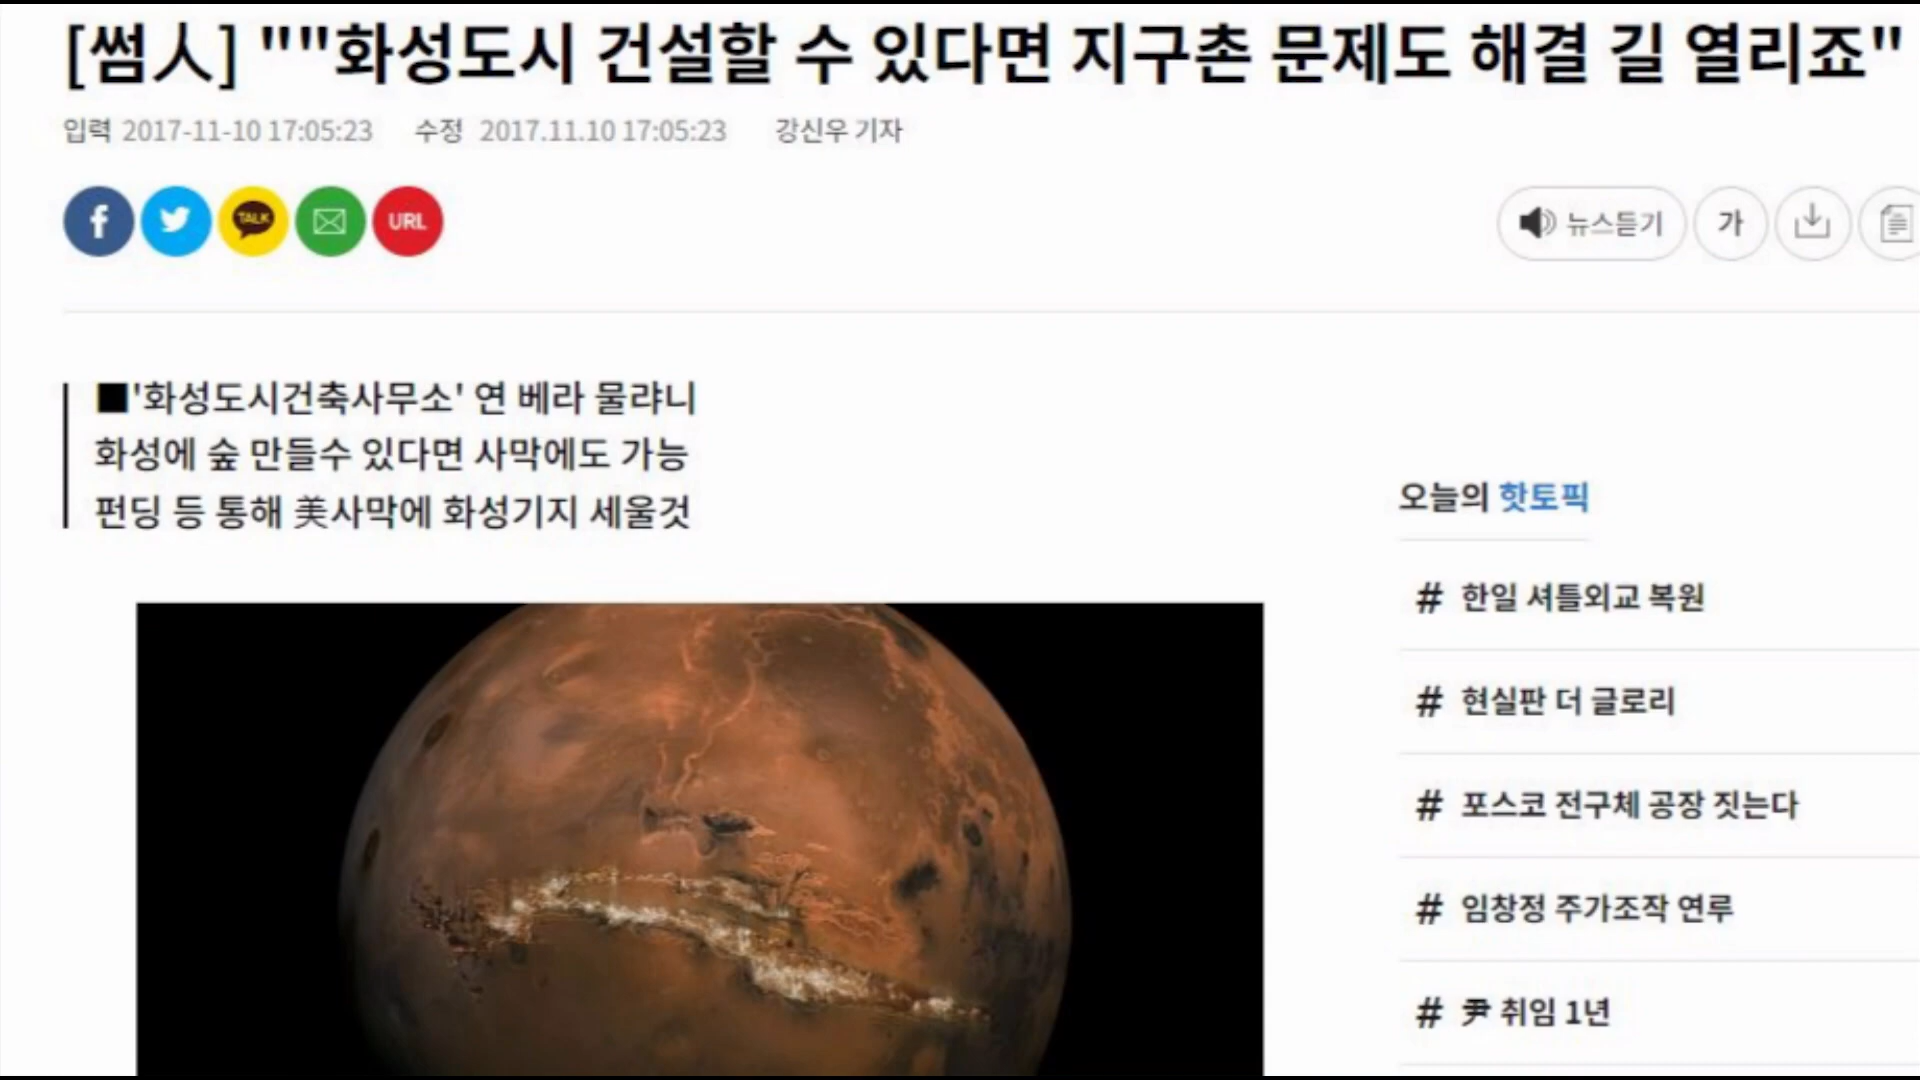 [썸人] ""화성도시 건설할 수 있다면 지구촌 문제도 해결 길 열리죠"
입력 2017-11-10 17:05:23 수정 2017.11.10 17:05:23 강신우 기자
f TALK URL 뉴스듣기 가
■'화성도시건축사무소' 연 베라 물랴니
화성에 숲 만들수 있다면 사막에도 가능
펀딩 등 통해 美사막에 화성기지 세울것
오늘의 핫토픽
# 한일 셔틀외교 복원
# 현실판 더 글로리
# 포스코 전구체 공장 짓는다
# 임창정 주가조작 연루
# 尹 취임 1년